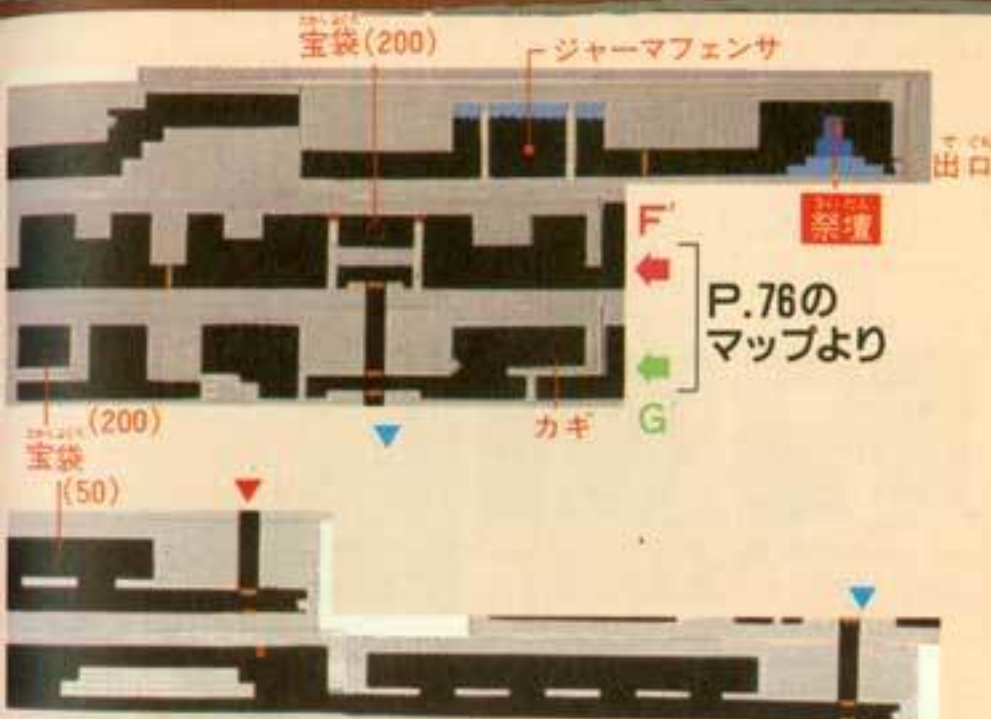 宝袋(200)
ジャーマフェンサ
出口
祭壇
F'
P.76の
マップより
G'
カギ
(200)
宝袋
(50)